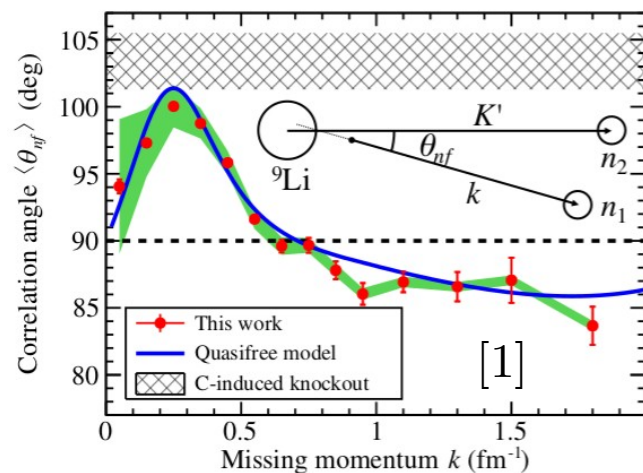 Correlation angle ⟨θnf⟩ (deg)
105
100
95
90
85
80
K'
θnf
⁹Li
k
n₂
n₁
This work
Quasifree model
C-induced knockout
[1]
0
0.5
1
1.5
Missing momentum k (fm⁻¹)